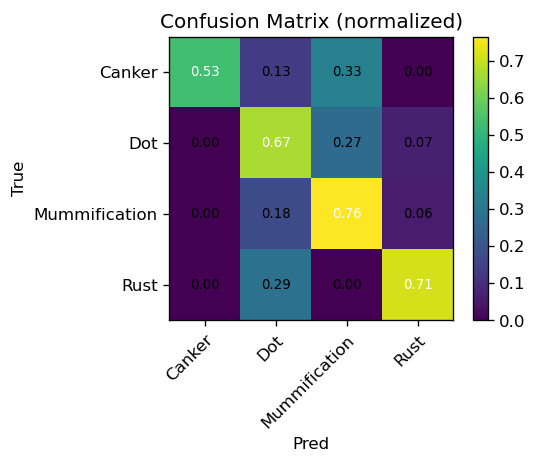 Confusion Matrix (normalized)
Canker 0.53 0.13 0.33 0.00
Dot 0.00 0.67 0.27 0.07
Mummification 0.00 0.18 0.76 0.06
Rust 0.00 0.29 0.00 0.71
True
Canker Dot Mummification Rust
Pred
0.7
0.6
0.5
0.4
0.3
0.2
0.1
0.0